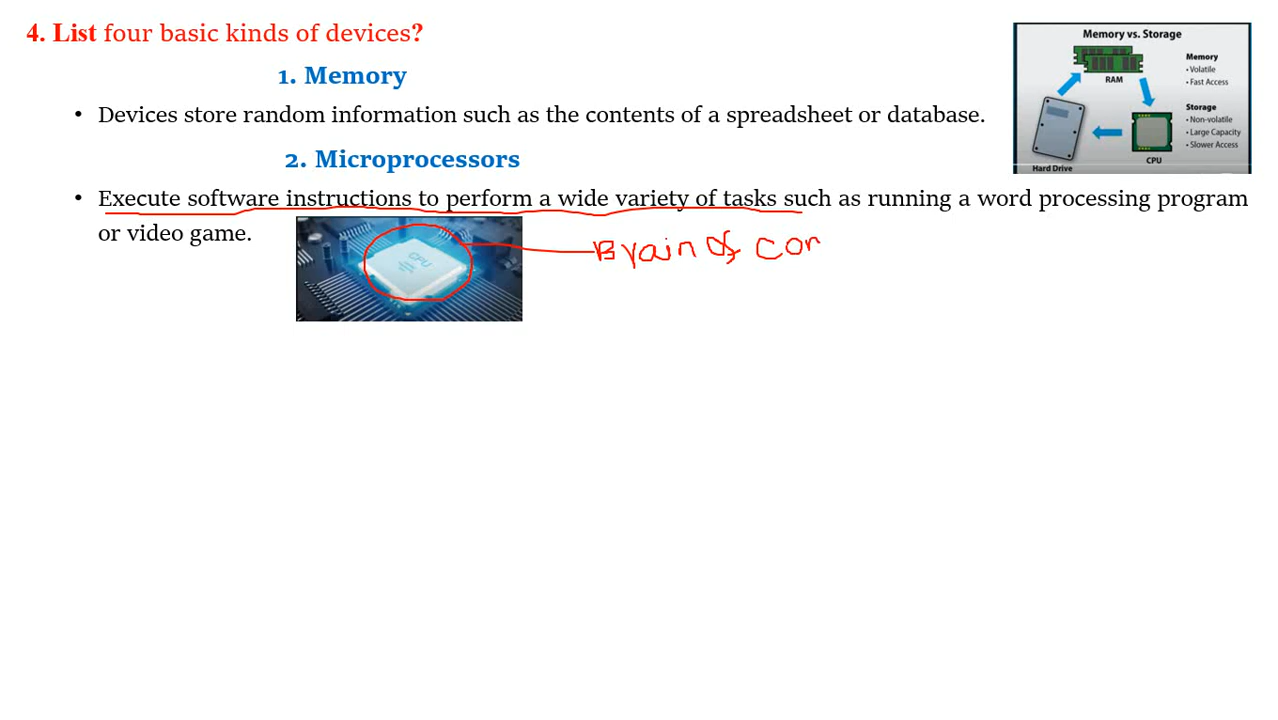 4. List four basic kinds of devices?
1. Memory
• Devices store random information such as the contents of a spreadsheet or database.
2. Microprocessors
• Execute software instructions to perform a wide variety of tasks such as running a word processing program
or video game.
CPU
Brain of com
Memory vs. Storage
RAM
Memory
• Volatile
• Fast Access
Storage
• Non-volatile
• Large Capacity
• Slower Access
CPU
Hard Drive